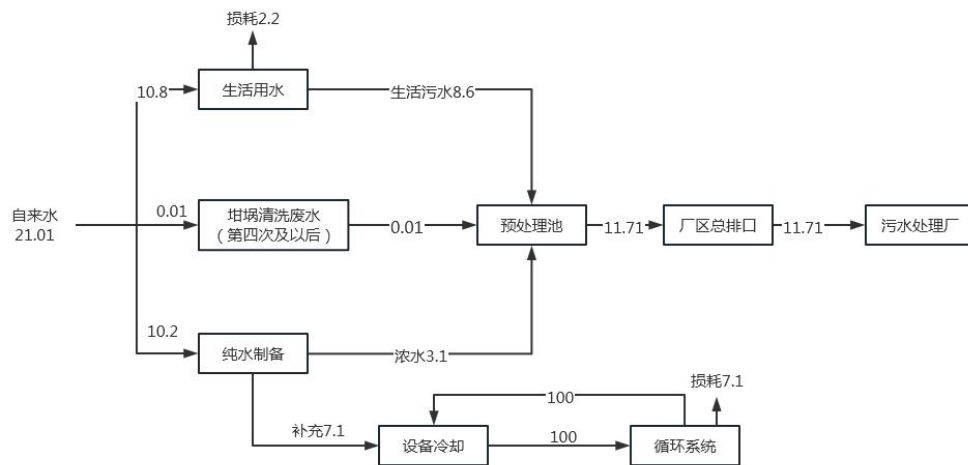 损耗2.2
10.8
生活用水
生活污水8.6
自来水
21.01
0.01
坩埚清洗废水
（第四次及以后）
0.01
预处理池
11.71
厂区总排口
11.71
污水处理厂
10.2
纯水制备
浓水3.1
损耗7.1
100
补充7.1
设备冷却
100
循环系统